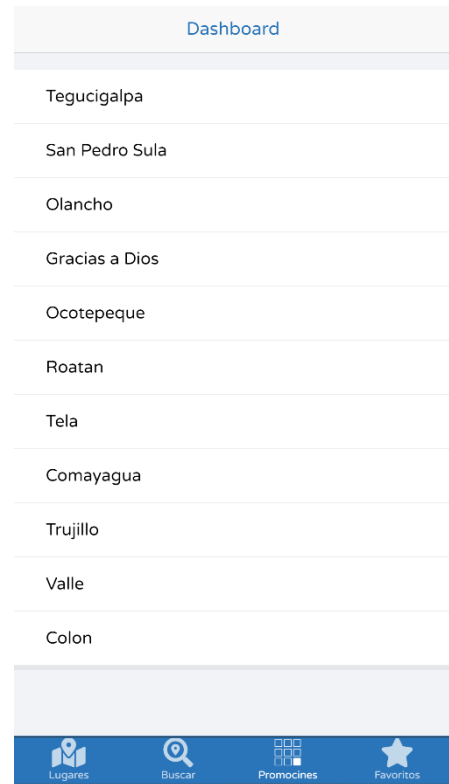 Dashboard
Tegucigalpa
San Pedro Sula
Olancho
Gracias a Dios
Ocotepeque
Roatan
Tela
Comayagua
Trujillo
Valle
Colon
Lugares Buscar Promocines Favoritos